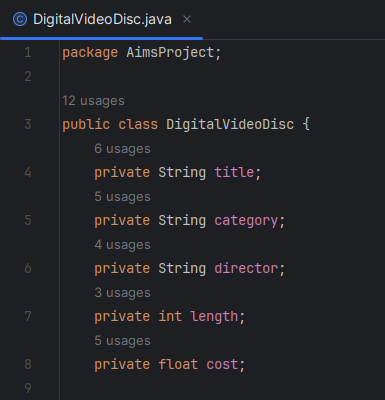 DigitalVideoDisc.java
1 package AimsProject;
2
12 usages
3 public class DigitalVideoDisc {
6 usages
4 private String title;
5 usages
5 private String category;
4 usages
6 private String director;
3 usages
7 private int length;
5 usages
8 private float cost;
9